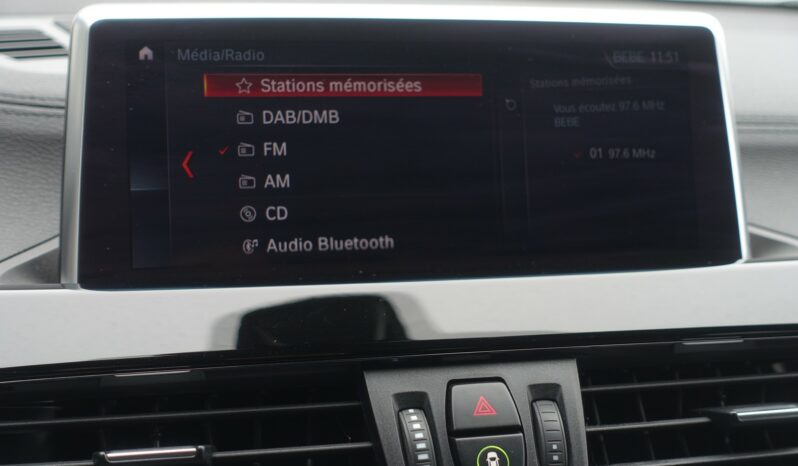 Média/Radio
BEBE 11:51
Stations mémorisées
DAB/DMB
FM
AM
CD
Audio Bluetooth
Stations mémorisées
Vous écoutez 97.6 MHz
BEBE
01 97.6 MHz